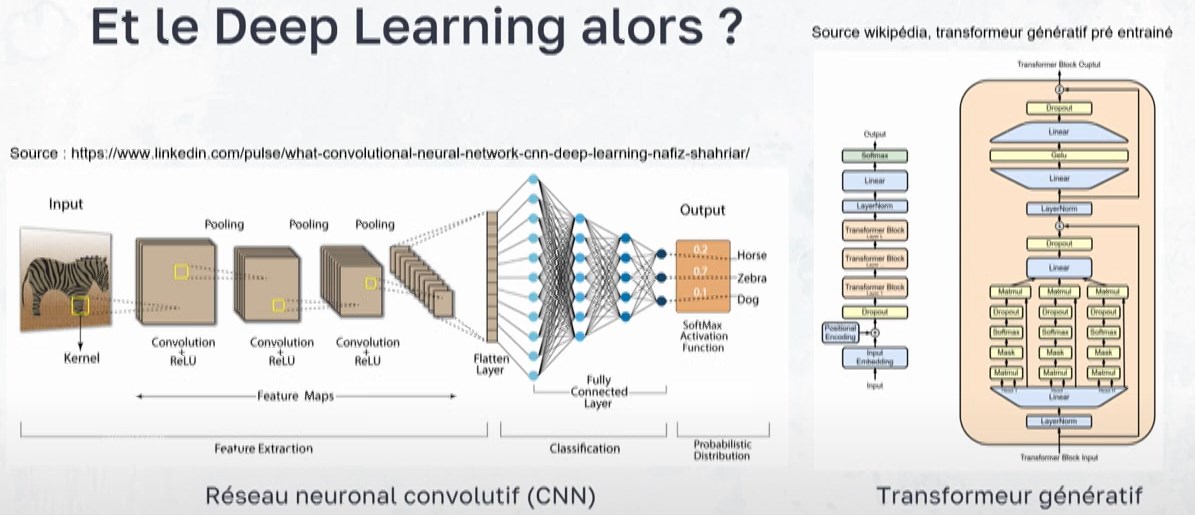 Et le Deep Learning alors ?
Source wikipédia, transformeur génératif pré entrainé
Source : https://www.linkedin.com/pulse/what-convolutional-neural-network-cnn-deep-learning-nafiz-shahriar/
Input
Pooling
Pooling
Pooling
Output
0.2
Horse
0.7
Zebra
0.1
Dog
SoftMax
Activation
Function
Kernel
Convolution
+
ReLU
Convolution
+
ReLU
Convolution
+
ReLU
Flatten
Layer
Fully
Connected
Layer
Feature Maps
Feature Extraction
Classification
Probabilistic
Distribution
Réseau neuronal convolutif (CNN)
Output
Softmax
Linear
LayerNorm
Transformer Block
Transformer Block
Transformer Block
Dropout
Positional
Encoding
Input
Embedding
Input
Transformer Block Output
Dropout
Linear
Gelu
Linear
LayerNorm
Dropout
Linear
Matmul Matmul Matmul
Dropout Dropout Dropout
Softmax Softmax Softmax
Mask Mask Mask
Matmul Matmul Matmul
Linear
LayerNorm
Transformer Block Input
Transformeur génératif